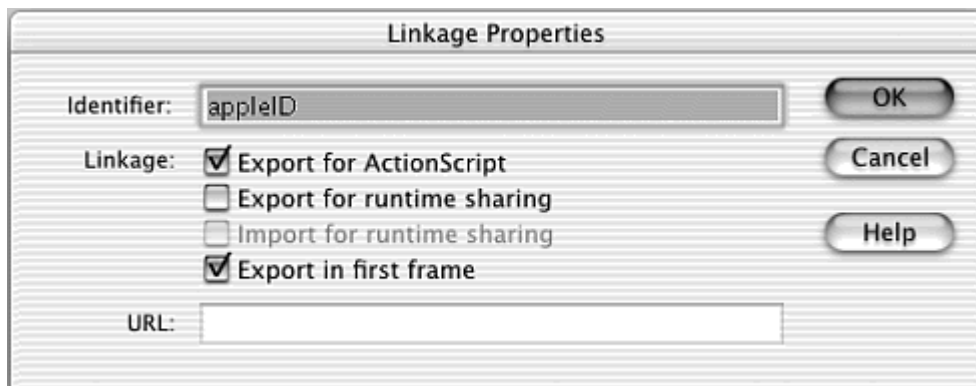 Linkage Properties
Identifier: appleID
OK
Linkage: Export for ActionScript
Cancel
Export for runtime sharing
Import for runtime sharing
Help
Export in first frame
URL: